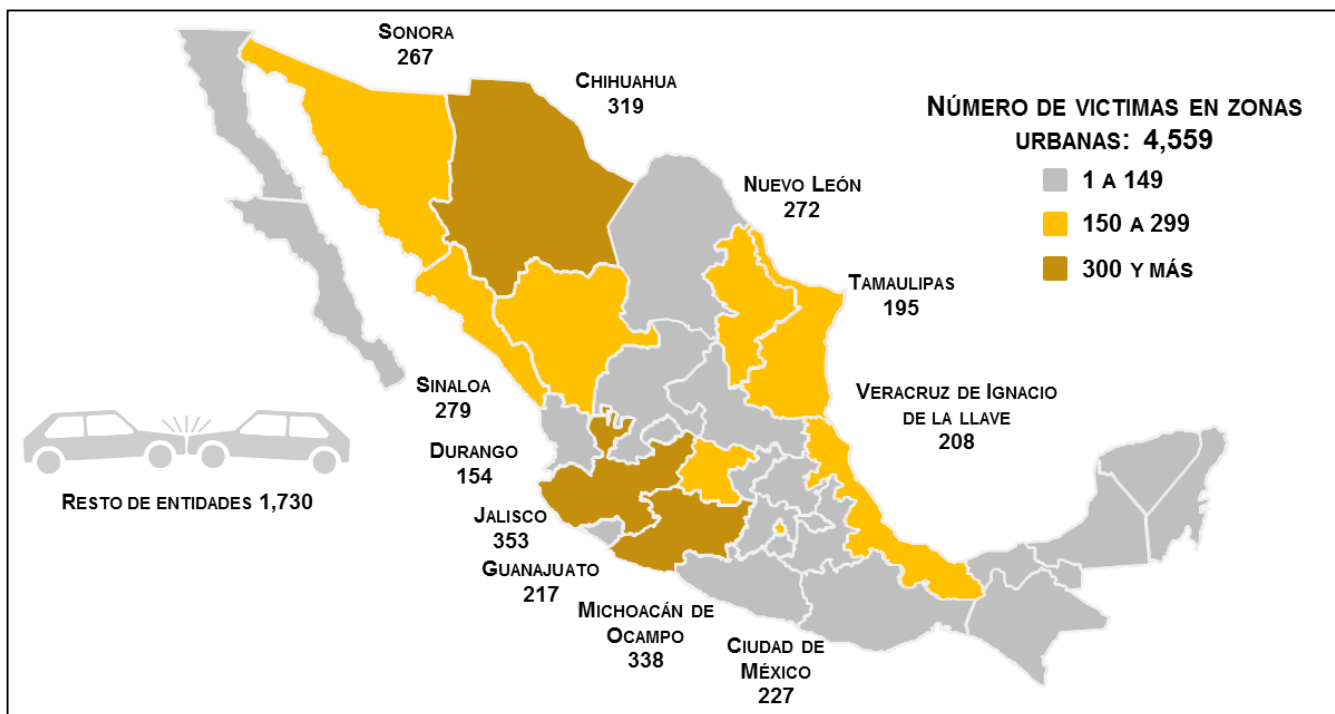 Sonora
267
Chihuahua
319
Número de victimas en zonas
urbanas: 4,559
1 a 149
150 a 299
300 y más
Nuevo León
272
Tamaulipas
195
Sinaloa
279
Veracruz de Ignacio
de la llave
208
Durango
154
Resto de entidades 1,730
Jalisco
353
Guanajuato
217
Michoacán de
Ocampo
338
Ciudad de
México
227